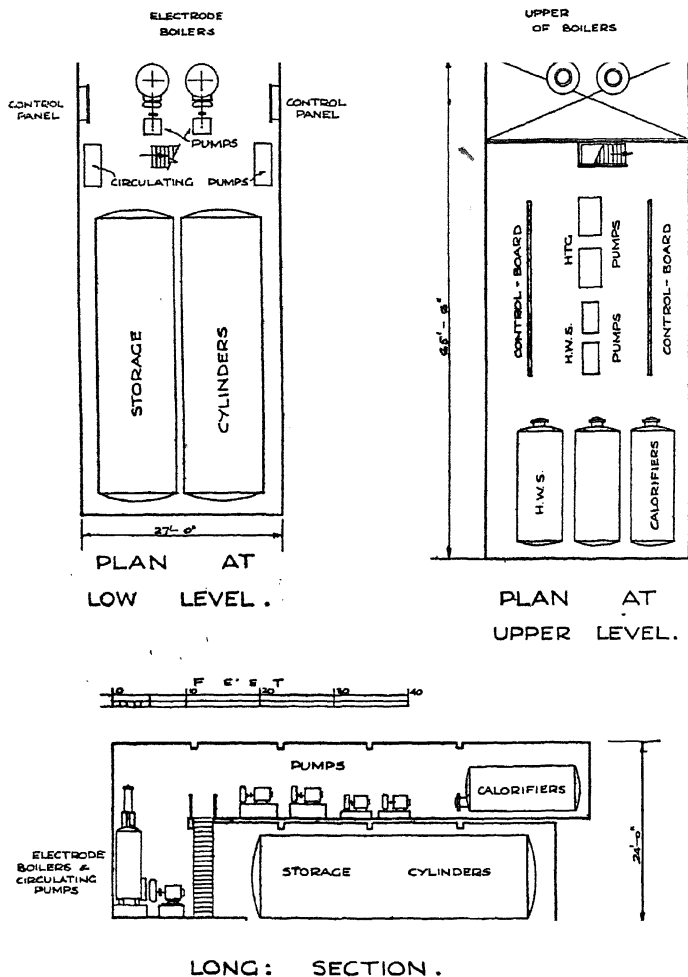 ELECTRODE
BOILERS
CONTROL
PANEL
CONTROL
PANEL
PUMPS
CIRCULATING PUMPS
STORAGE
CYLINDERS
27'-0"
PLAN AT
LOW LEVEL.
UPPER
OF BOILERS
CONTROL-BOARD
HTG
PUMPS
H.W.S.
PUMPS
CONTROL-BOARD
H.W.S.
CALORIFIERS
PLAN AT
UPPER LEVEL.
FEET
0 10 20 30 40
PUMPS
CALORIFIERS
ELECTRODE
BOILERS &
CIRCULATING
PUMPS
STORAGE CYLINDERS
24'-0"
LONG: SECTION.